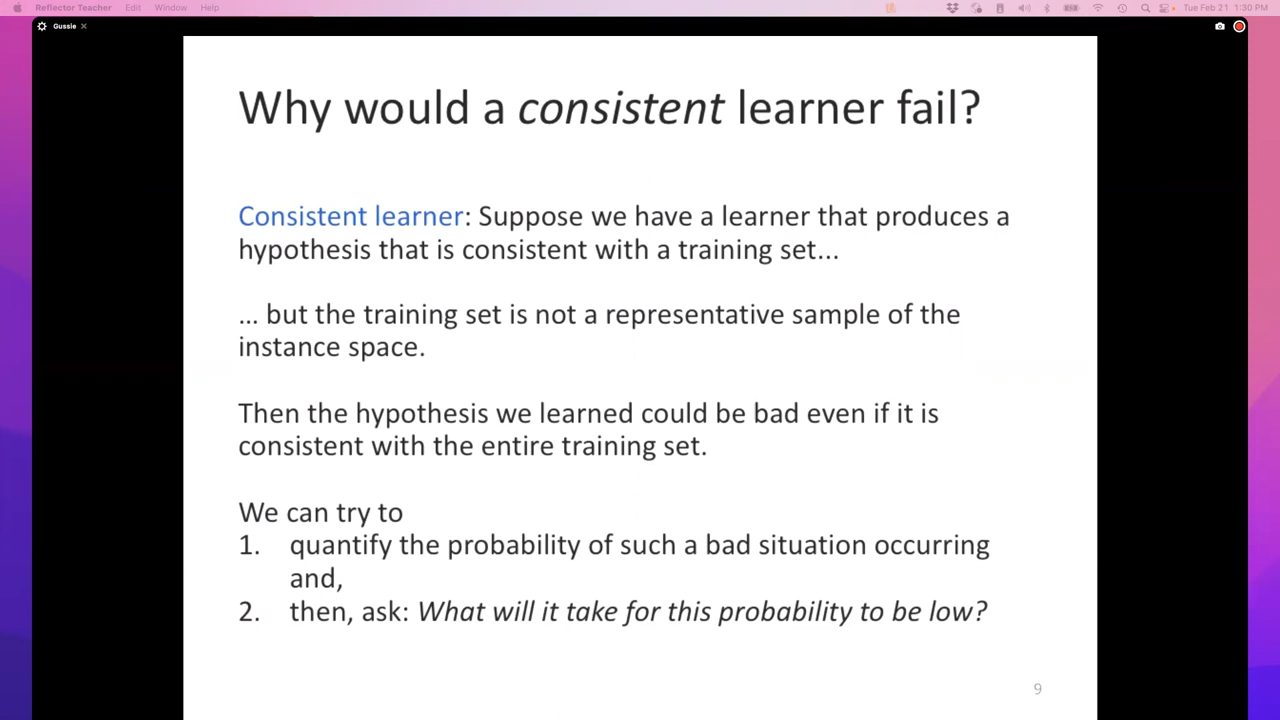 Reflector Teacher Edit Window Help Tue Feb 21 1:30 PM
Gussie
Why would a consistent learner fail?
Consistent learner: Suppose we have a learner that produces a
hypothesis that is consistent with a training set...
... but the training set is not a representative sample of the
instance space.
Then the hypothesis we learned could be bad even if it is
consistent with the entire training set.
We can try to
1. quantify the probability of such a bad situation occurring
and,
2. then, ask: What will it take for this probability to be low?
9